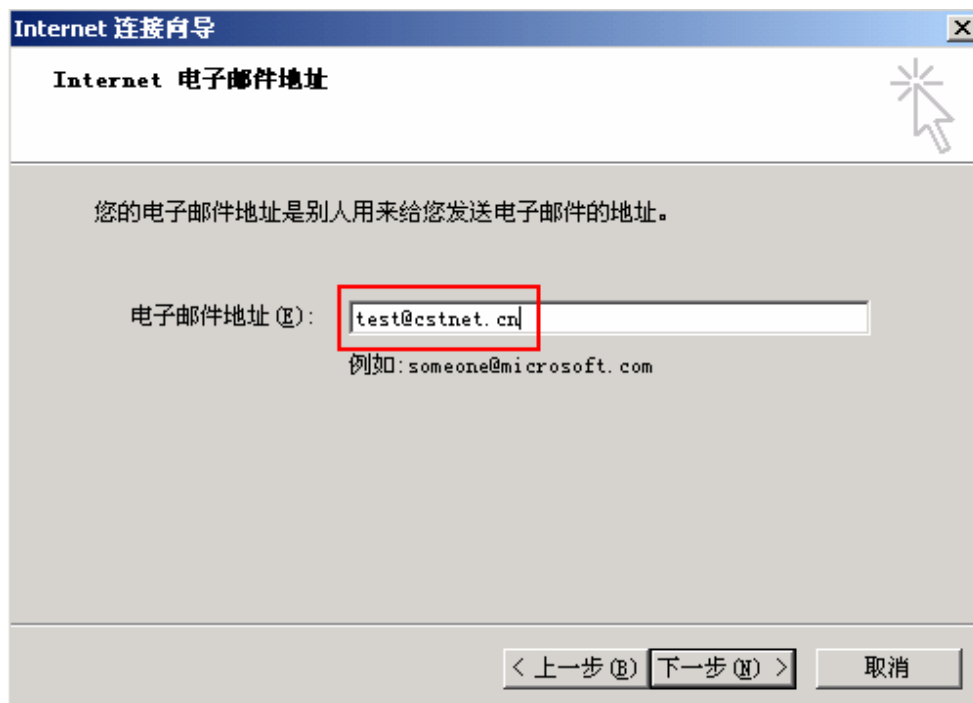 Internet 连接向导
Internet 电子邮件地址
您的电子邮件地址是别人用来给您发送电子邮件的地址。
电子邮件地址(E): test@cstnet.cn
例如:someone@microsoft.com
< 上一步(B) 下一步(N) > 取消